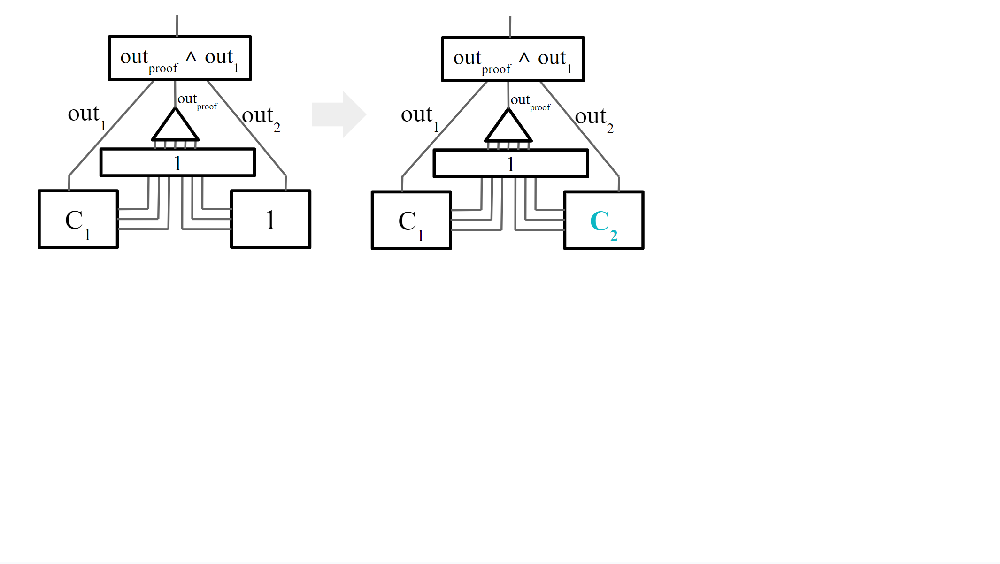 out_proof ∧ out_1
out_proof
out_1
out_2
1
C_1
1
out_proof ∧ out_1
out_proof
out_1
out_2
1
C_1
C_2